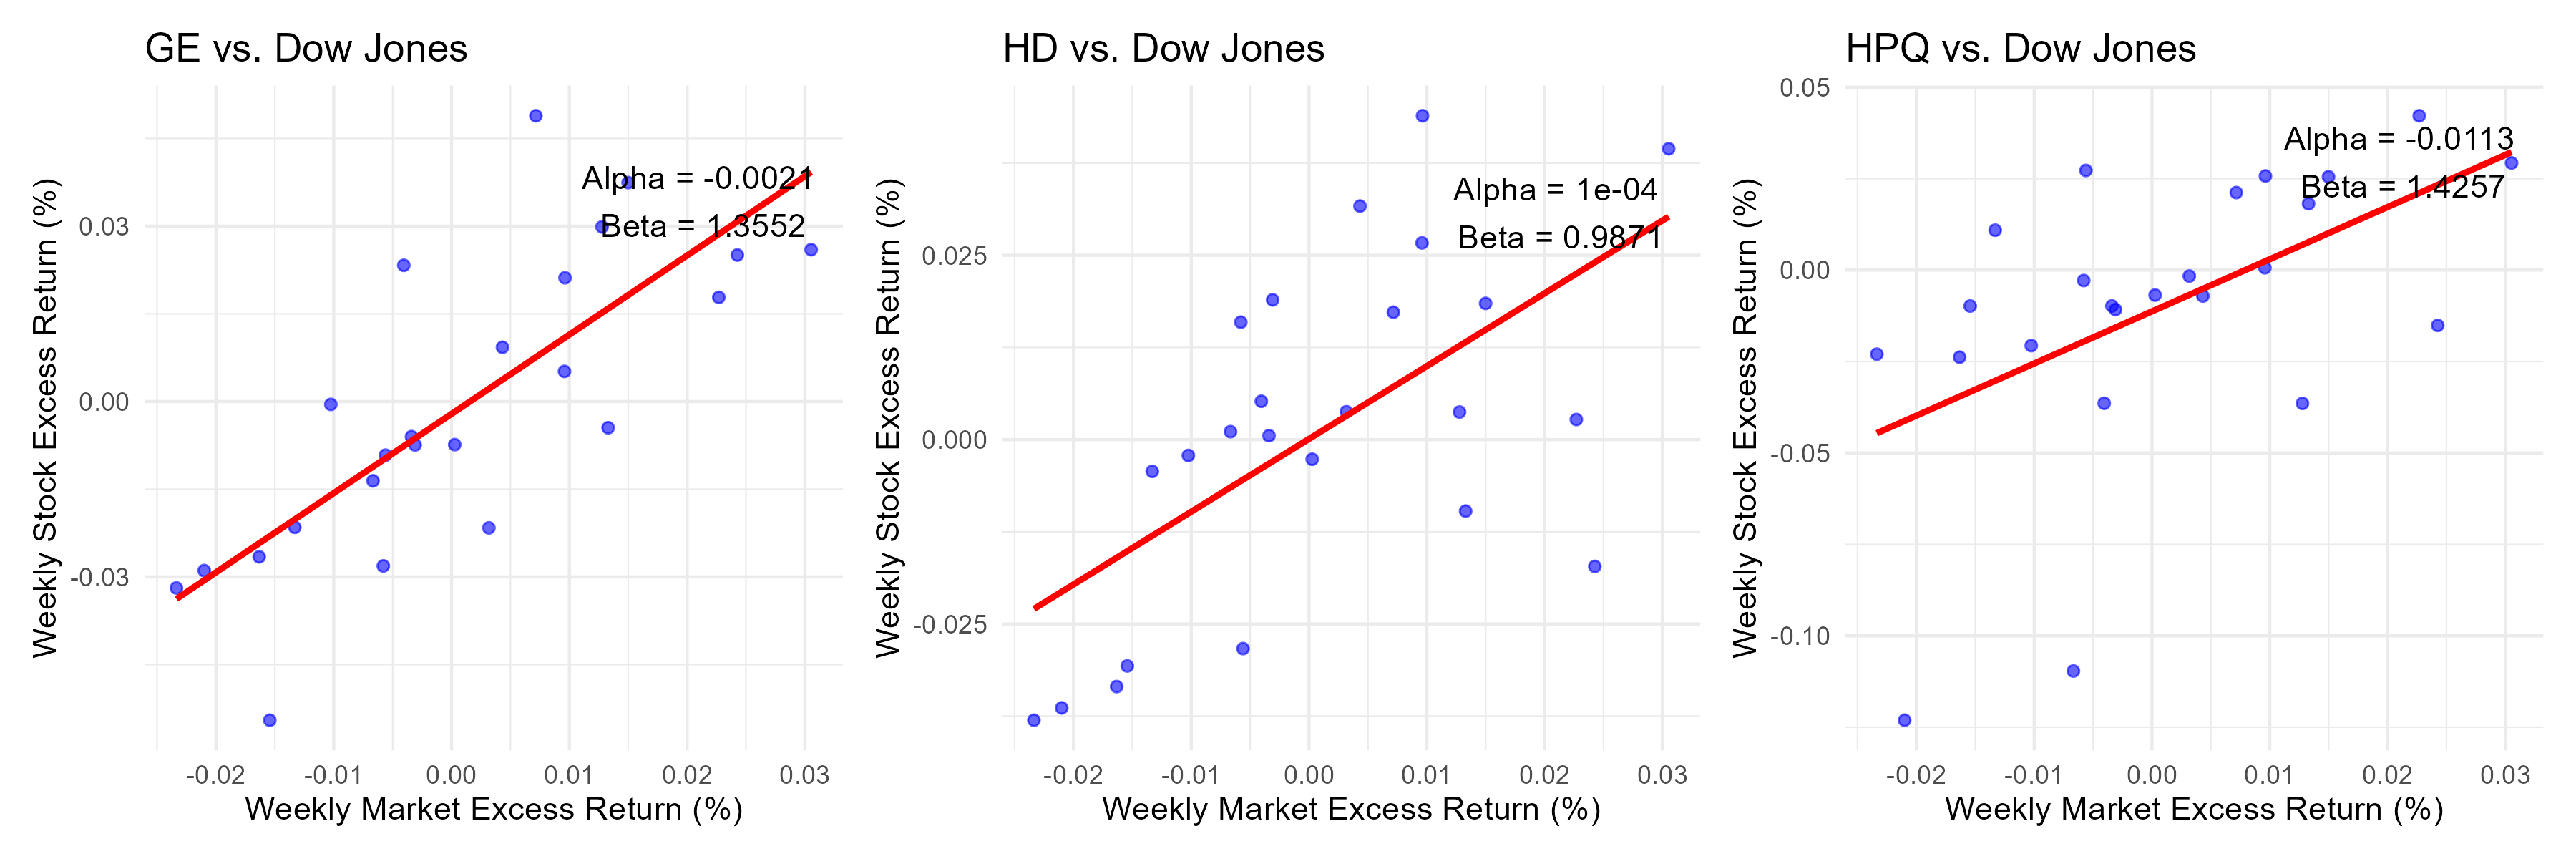 GE vs. Dow Jones
Weekly Stock Excess Return (%)
0.03
0.00
-0.03
Alpha = -0.0021
Beta = 1.3552
-0.02 -0.01 0.00 0.01 0.02 0.03
Weekly Market Excess Return (%)
HD vs. Dow Jones
Weekly Stock Excess Return (%)
0.025
0.000
-0.025
Alpha = 1e-04
Beta = 0.9871
-0.02 -0.01 0.00 0.01 0.02 0.03
Weekly Market Excess Return (%)
HPQ vs. Dow Jones
Weekly Stock Excess Return (%)
0.05
0.00
-0.05
-0.10
Alpha = -0.0113
Beta = 1.4257
-0.02 -0.01 0.00 0.01 0.02 0.03
Weekly Market Excess Return (%)